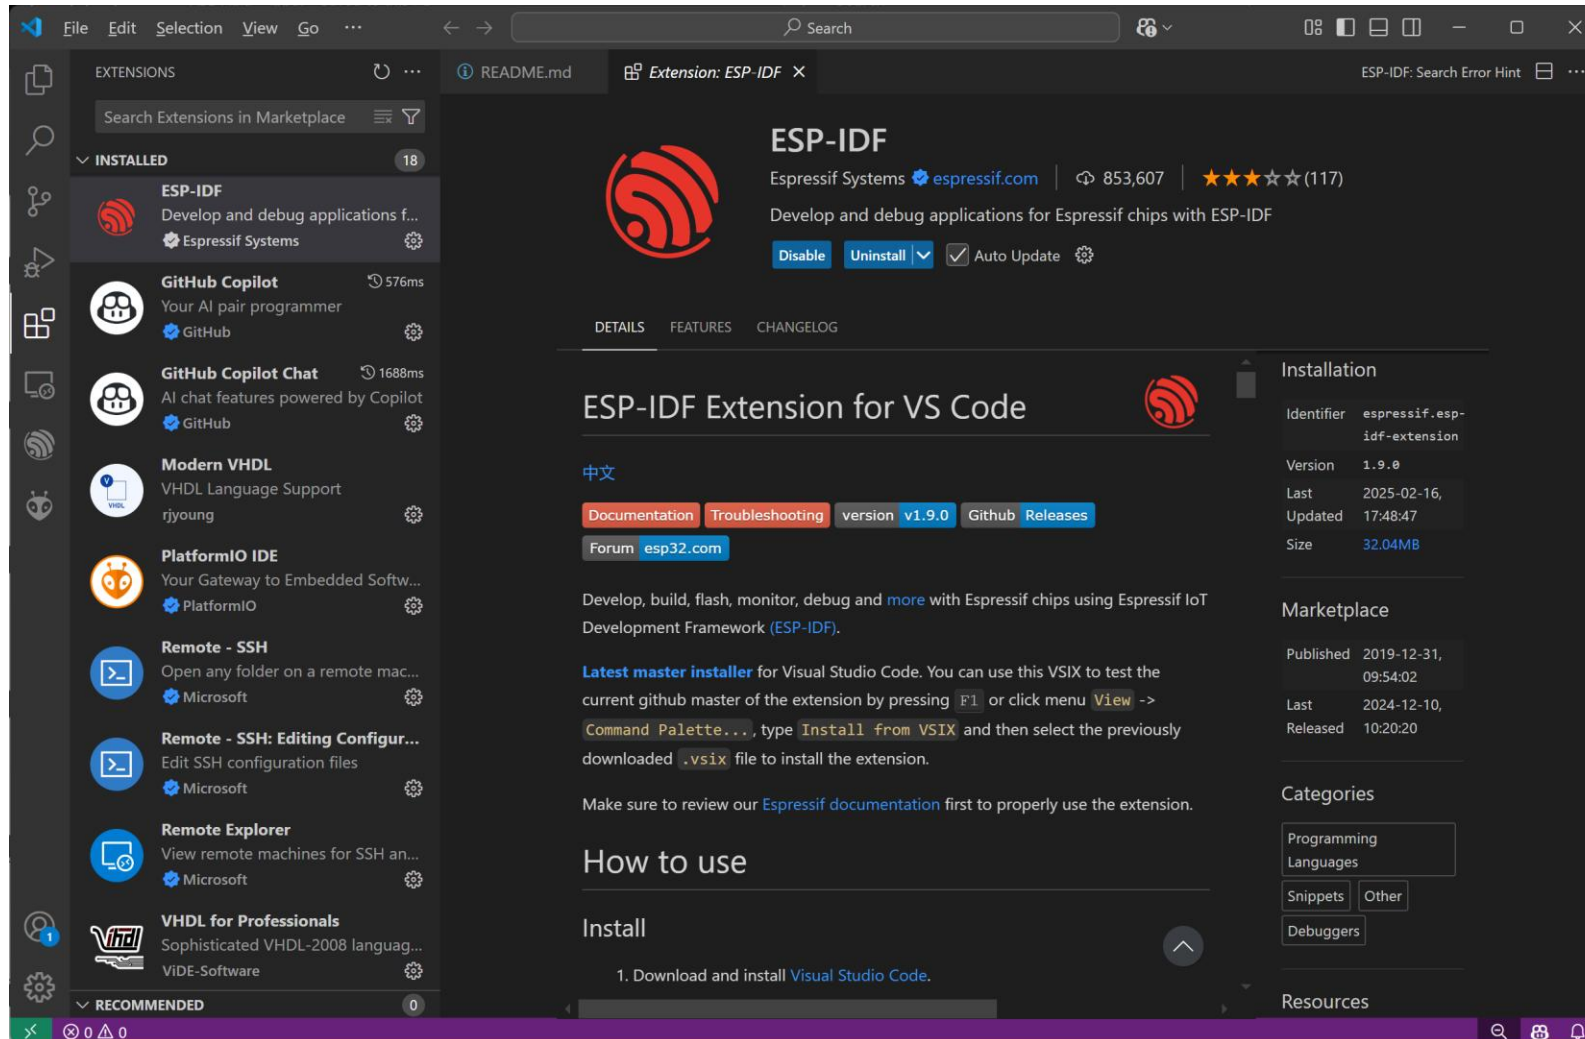 File Edit Selection View Go ···
Search
EXTENSIONS
Search Extensions in Marketplace
INSTALLED 18
ESP-IDF
Develop and debug applications f...
Espressif Systems
GitHub Copilot 576ms
Your AI pair programmer
GitHub
GitHub Copilot Chat 1688ms
AI chat features powered by Copilot
GitHub
Modern VHDL
VHDL Language Support
rjyoung
PlatformIO IDE
Your Gateway to Embedded Softw...
PlatformIO
Remote - SSH
Open any folder on a remote mac...
Microsoft
Remote - SSH: Editing Configur...
Edit SSH configuration files
Microsoft
Remote Explorer
View remote machines for SSH an...
Microsoft
VHDL for Professionals
Sophisticated VHDL-2008 languag...
ViDE-Software
RECOMMENDED 0
README.md
Extension: ESP-IDF
ESP-IDF: Search Error Hint
ESP-IDF
Espressif Systems espressif.com 853,607 (117)
Develop and debug applications for Espressif chips with ESP-IDF
Disable Uninstall Auto Update
DETAILS FEATURES CHANGELOG
ESP-IDF Extension for VS Code
中文
Documentation Troubleshooting version v1.9.0 Github Releases
Forum esp32.com
Develop, build, flash, monitor, debug and more with Espressif chips using Espressif IoT
Development Framework (ESP-IDF).
Latest master installer for Visual Studio Code. You can use this VSIX to test the
current github master of the extension by pressing F1 or click menu View ->
Command Palette..., type Install from VSIX and then select the previously
downloaded .vsix file to install the extension.
Make sure to review our Espressif documentation first to properly use the extension.
How to use
Install
1. Download and install Visual Studio Code.
Installation
Identifier espressif.esp-
idf-extension
Version 1.9.0
Last 2025-02-16,
Updated 17:48:47
Size 32.04MB
Marketplace
Published 2019-12-31,
09:54:02
Last 2024-12-10,
Released 10:20:20
Categories
Programming
Languages
Snippets Other
Debuggers
Resources
1
0 0